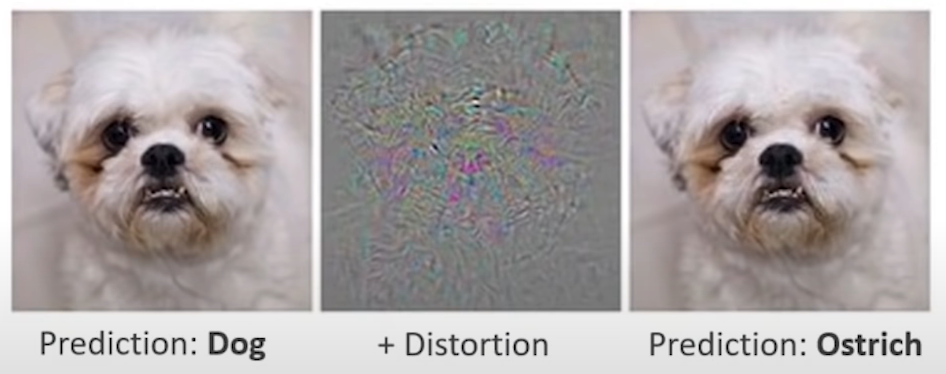 Prediction: Dog
+ Distortion
Prediction: Ostrich